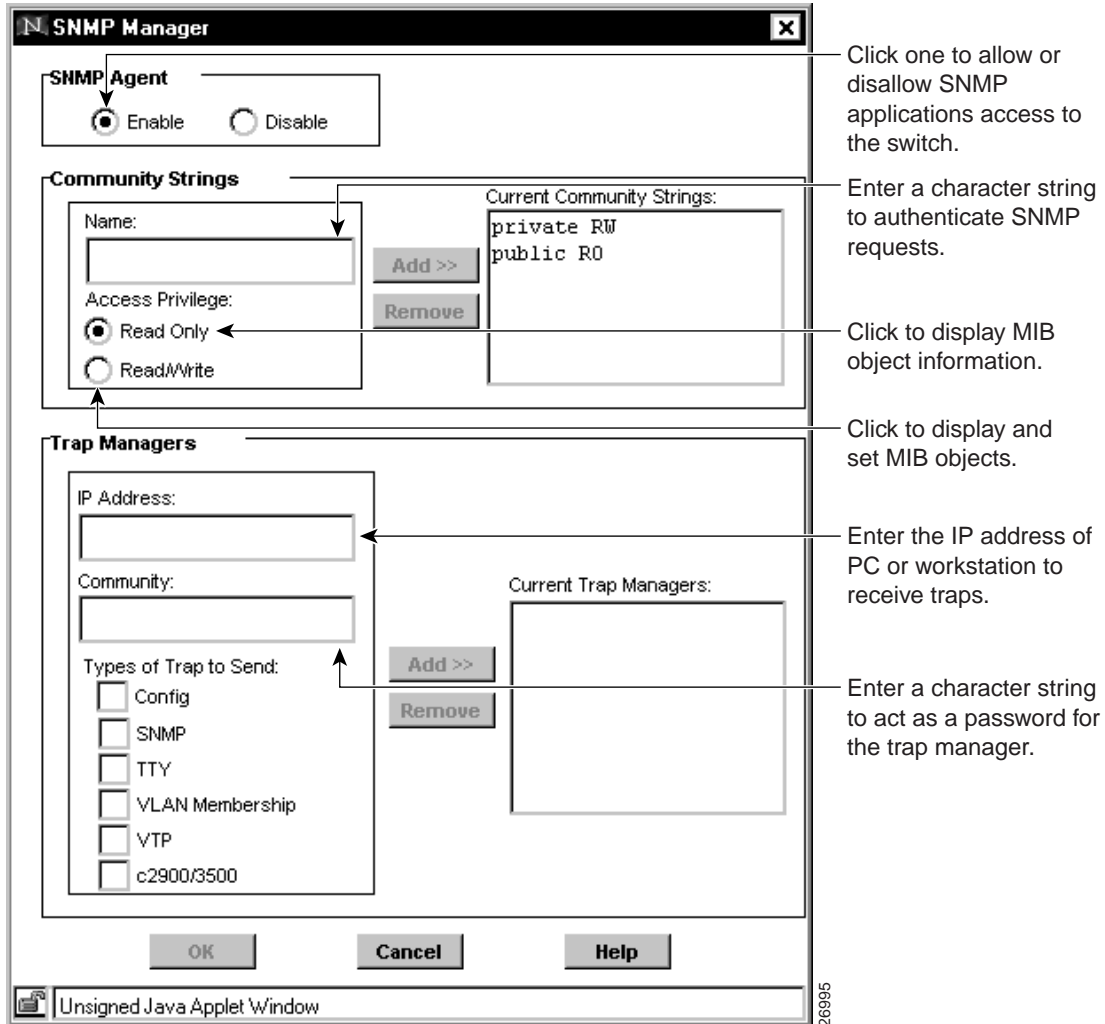 N SNMP Manager
SNMP Agent
Enable
Disable
Community Strings
Name:
Add >>
Remove
Access Privilege:
Read Only
Read/Write
Current Community Strings:
private RW
public RO
Trap Managers
IP Address:
Community:
Types of Trap to Send:
Config
SNMP
TTY
VLAN Membership
VTP
c2900/3500
Add >>
Remove
Current Trap Managers:
OK
Cancel
Help
Unsigned Java Applet Window
Click one to allow or
disallow SNMP
applications access to
the switch.
Enter a character string
to authenticate SNMP
requests.
Click to display MIB
object information.
Click to display and
set MIB objects.
Enter the IP address of
PC or workstation to
receive traps.
Enter a character string
to act as a password for
the trap manager.
26995